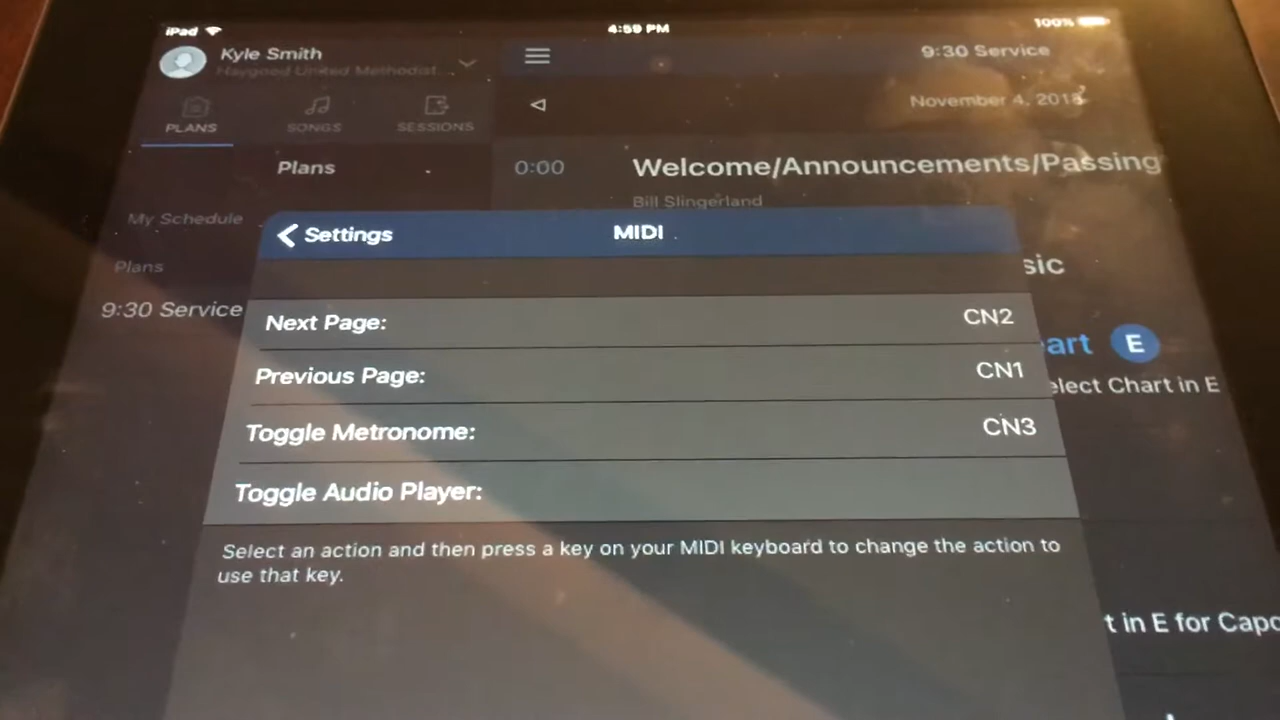 iPad
4:59 PM
100%
Kyle Smith
Haygood United Methodist...
9:30 Service
November 4, 2018
PLANS
SONGS
SESSIONS
Plans
0:00
Welcome/Announcements/Passing
Bill Slingerland
My Schedule
Settings
MIDI
sic
Plans
9:30 Service
Next Page:
CN2
art
E
Previous Page:
CN1
elect Chart in E
Toggle Metronome:
CN3
Toggle Audio Player:
Select an action and then press a key on your MIDI keyboard to change the action to
use that key.
t in E for Capo